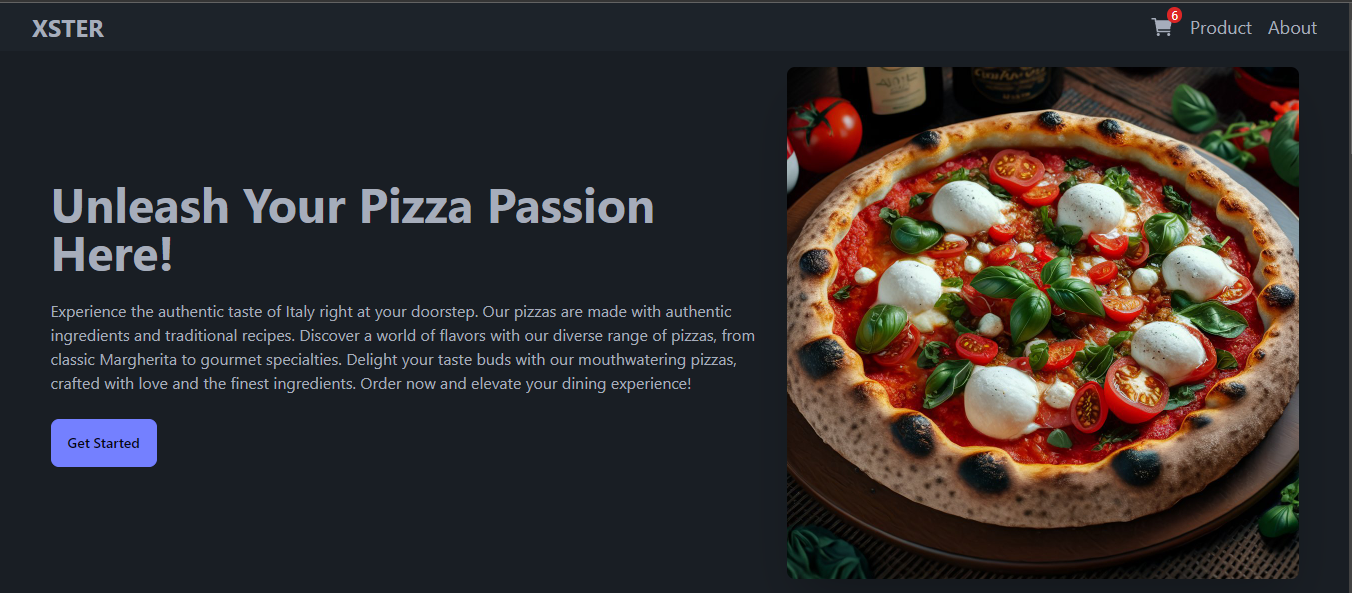 XSTER
6
Product
About
Unleash Your Pizza Passion
Here!
Experience the authentic taste of Italy right at your doorstep. Our pizzas are made with authentic
ingredients and traditional recipes. Discover a world of flavors with our diverse range of pizzas, from
classic Margherita to gourmet specialties. Delight your taste buds with our mouthwatering pizzas,
crafted with love and the finest ingredients. Order now and elevate your dining experience!
Get Started